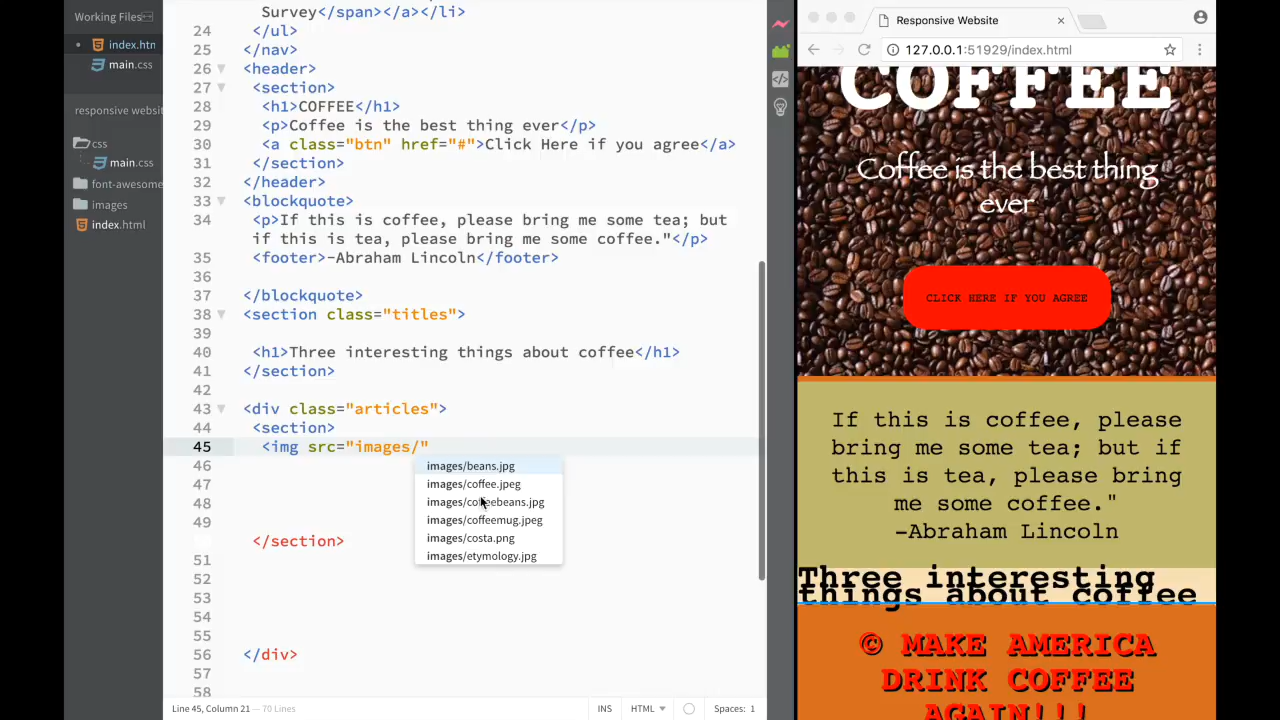 Working Files
index.htn
main.css
responsive websit
css
main.css
font-awesome
images
index.html
Survey</span></a></li>
24 </ul>
25 </nav>
26 <header>
27 <section>
28 <h1>COFFEE</h1>
29 <p>Coffee is the best thing ever</p>
30 <a class="btn" href="#">Click Here if you agree</a>
31 </section>
32 </header>
33 <blockquote>
34 <p>If this is coffee, please bring me some tea; but
if this is tea, please bring me some coffee."</p>
35 <footer>-Abraham Lincoln</footer>
36
37 </blockquote>
38 <section class="titles">
39
40 <h1>Three interesting things about coffee</h1>
41 </section>
42
43 <div class="articles">
44 <section>
45 <img src="images/"
46
47
48
49
</section>
51
52
53
54
55
56 </div>
57
58
images/beans.jpg
images/coffee.jpeg
images/coffeebeans.jpg
images/coffeemug.jpeg
images/costa.png
images/etymology.jpg
Line 45, Column 21 — 70 Lines
INS
HTML
Spaces: 1
Responsive Website
127.0.0.1:51929/index.html
COFFEE
Coffee is the best thing
ever
CLICK HERE IF YOU AGREE
If this is coffee, please
bring me some tea; but if
this is tea, please bring
me some coffee."
-Abraham Lincoln
Three interesting
things about coffee
© MAKE AMERICA
DRINK COFFEE
AGAIN!!!